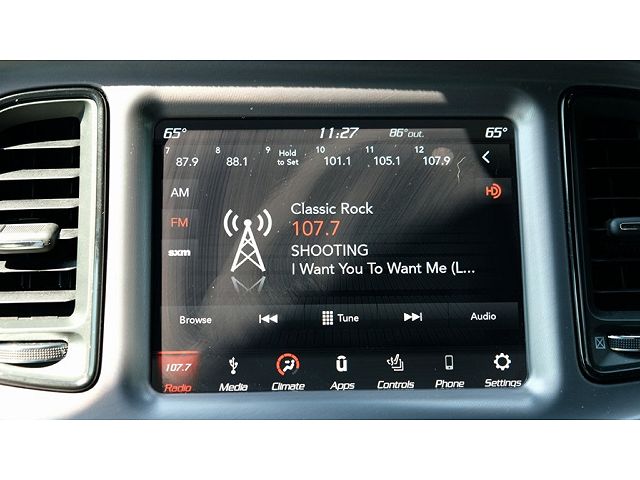 65° 11:27 86° out. 65°
7 87.9 8 88.1 9 Hold to Set 10 101.1 11 105.1 12 107.9
AM
HD
Classic Rock
FM
107.7
SHOOTING
sxm
I Want You To Want Me (L...
Browse Tune Audio
107.7
Radio Media Climate Apps Controls Phone Settings